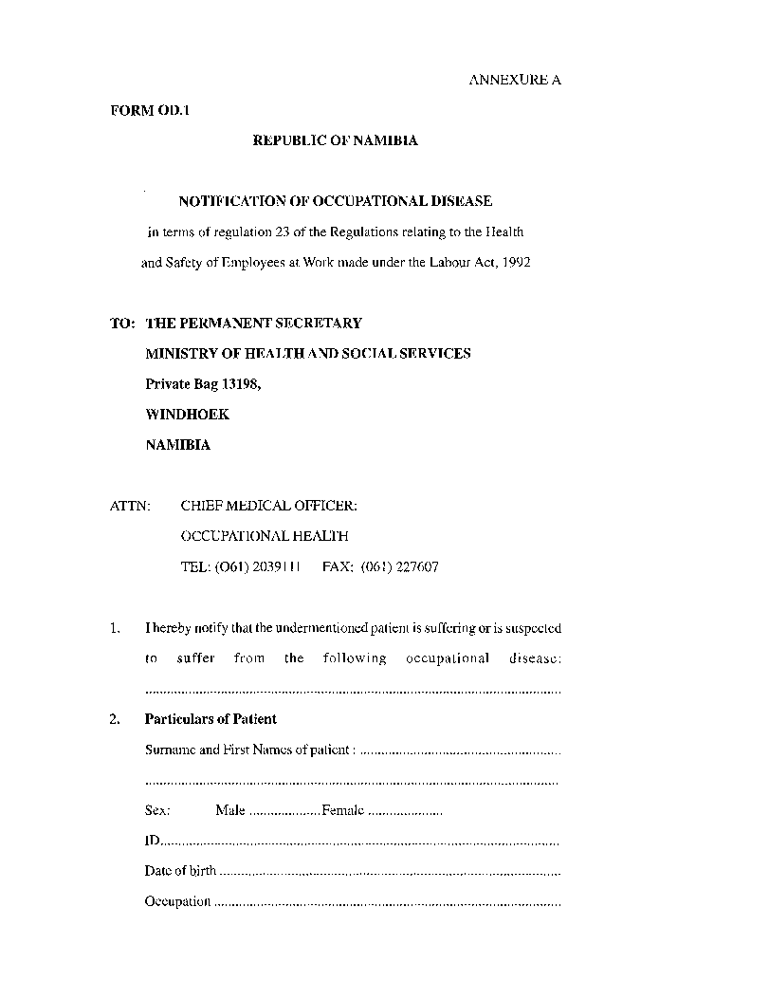 ANNEXURE A
FORM OD.1
REPUBLIC OF NAMIBIA
NOTIFICATION OF OCCUPATIONAL DISEASE
in terms of regulation 23 of the Regulations relating to the Health
and Safety of Employees at Work made under the Labour Act, 1992
TO: THE PERMANENT SECRETARY
MINISTRY OF HEALTH AND SOCIAL SERVICES
Private Bag 13198,
WINDHOEK
NAMIBIA
ATTN: CHIEF MEDICAL OFFICER:
OCCUPATIONAL HEALTH
TEL: (O61) 2039111 FAX: (061) 227607
1. I hereby notify that the undermentioned patient is suffering or is suspected
to suffer from the following occupational disease:
....................................................................................................................
2. Particulars of Patient
Surname and First Names of patient : ........................................................
....................................................................................................................
Sex: Male ....................Female .....................
ID................................................................................................................
Date of birth ...............................................................................................
Occupation .................................................................................................